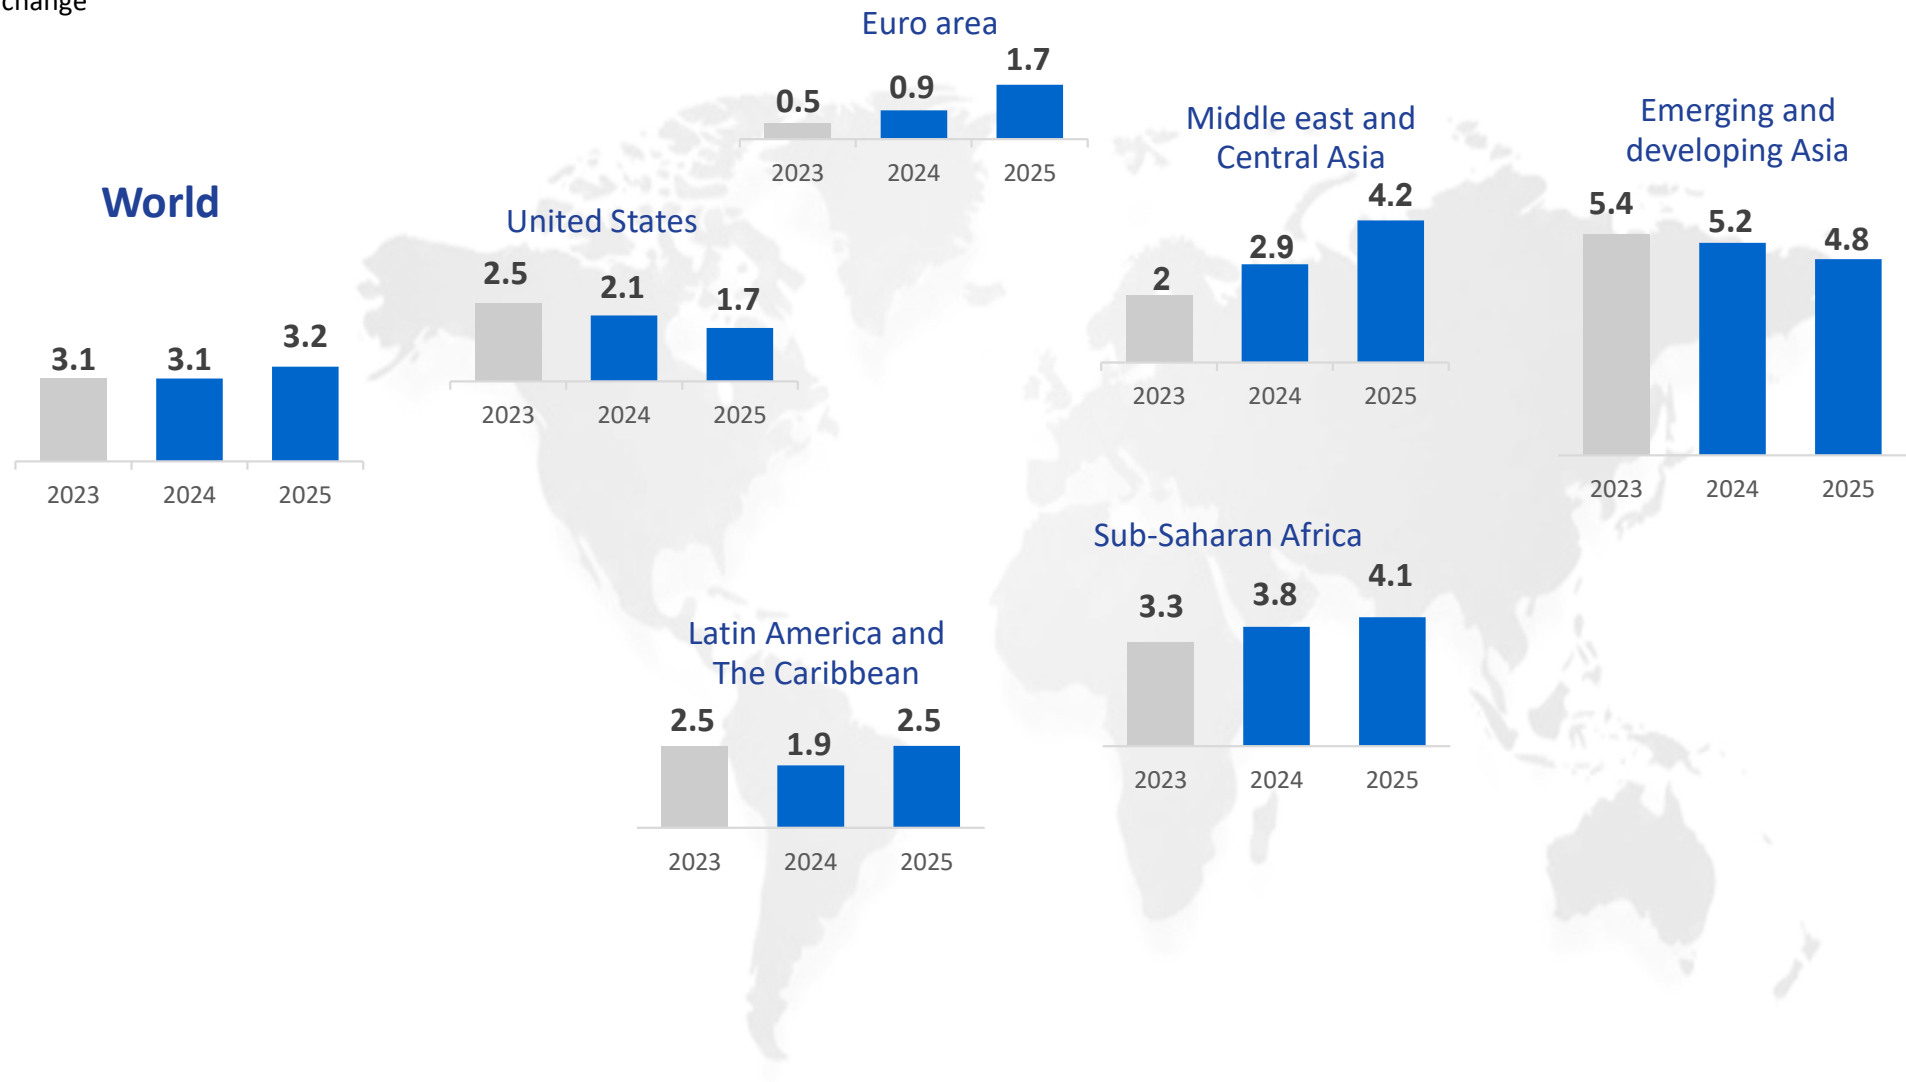 change
Euro area
0.5 0.9 1.7
2023 2024 2025
World
3.1 3.1 3.2
2023 2024 2025
United States
2.5 2.1 1.7
2023 2024 2025
Middle east and
Central Asia
2 2.9 4.2
2023 2024 2025
Emerging and
developing Asia
5.4 5.2 4.8
2023 2024 2025
Sub-Saharan Africa
3.3 3.8 4.1
2023 2024 2025
Latin America and
The Caribbean
2.5 1.9 2.5
2023 2024 2025